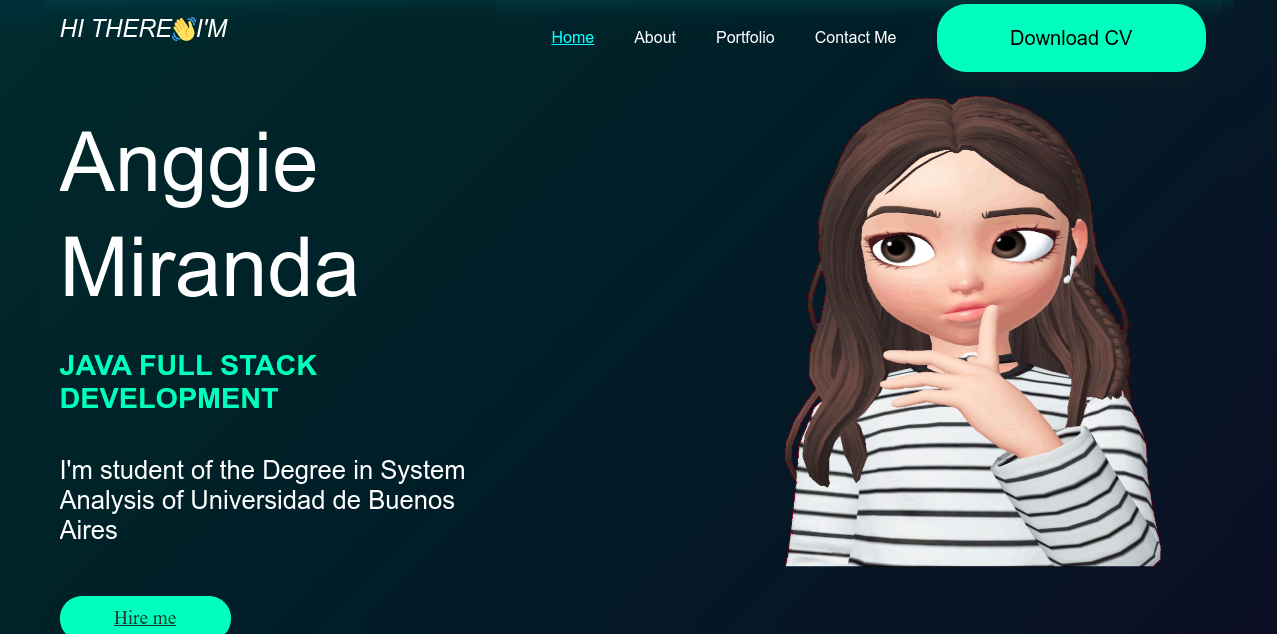 HI THERE👋I'M
Home About Portfolio Contact Me Download CV
Anggie
Miranda
JAVA FULL STACK
DEVELOPMENT
I'm student of the Degree in System
Analysis of Universidad de Buenos
Aires
Hire me